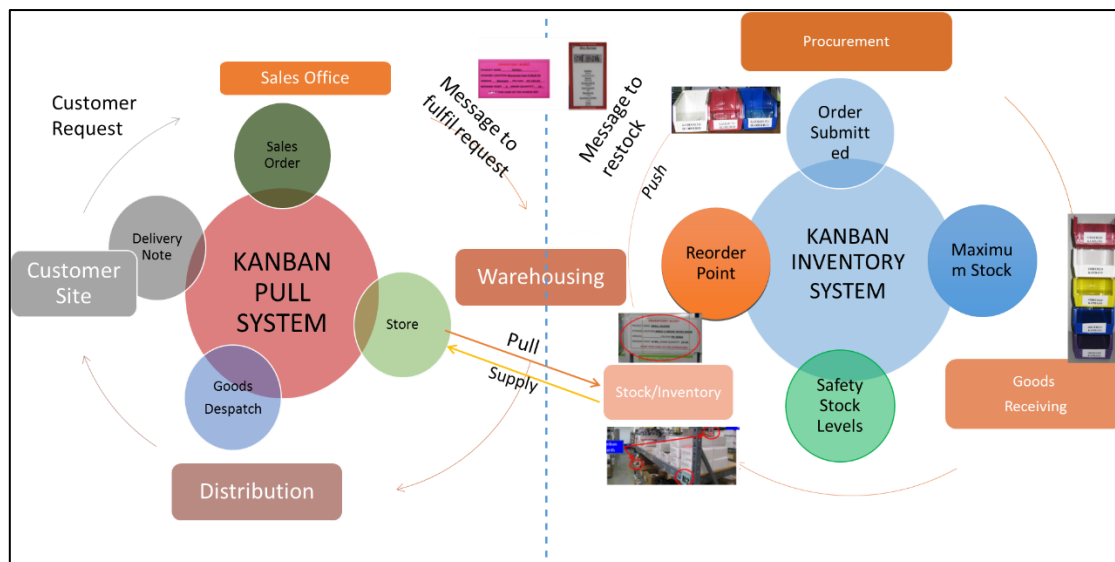 Procurement
Sales Office
Customer
Request
Message to
fulfil request
Message to
restock
Push
Order
Submitt
ed
Sales
Order
Delivery
Note
Customer
Site
KANBAN
PULL
SYSTEM
Store
Warehousing
Reorder
Point
KANBAN
INVENTORY
SYSTEM
Maximu
m Stock
Pull
Supply
Goods
Despatch
Stock/Inventory
Safety
Stock
Levels
Goods
Receiving
Distribution